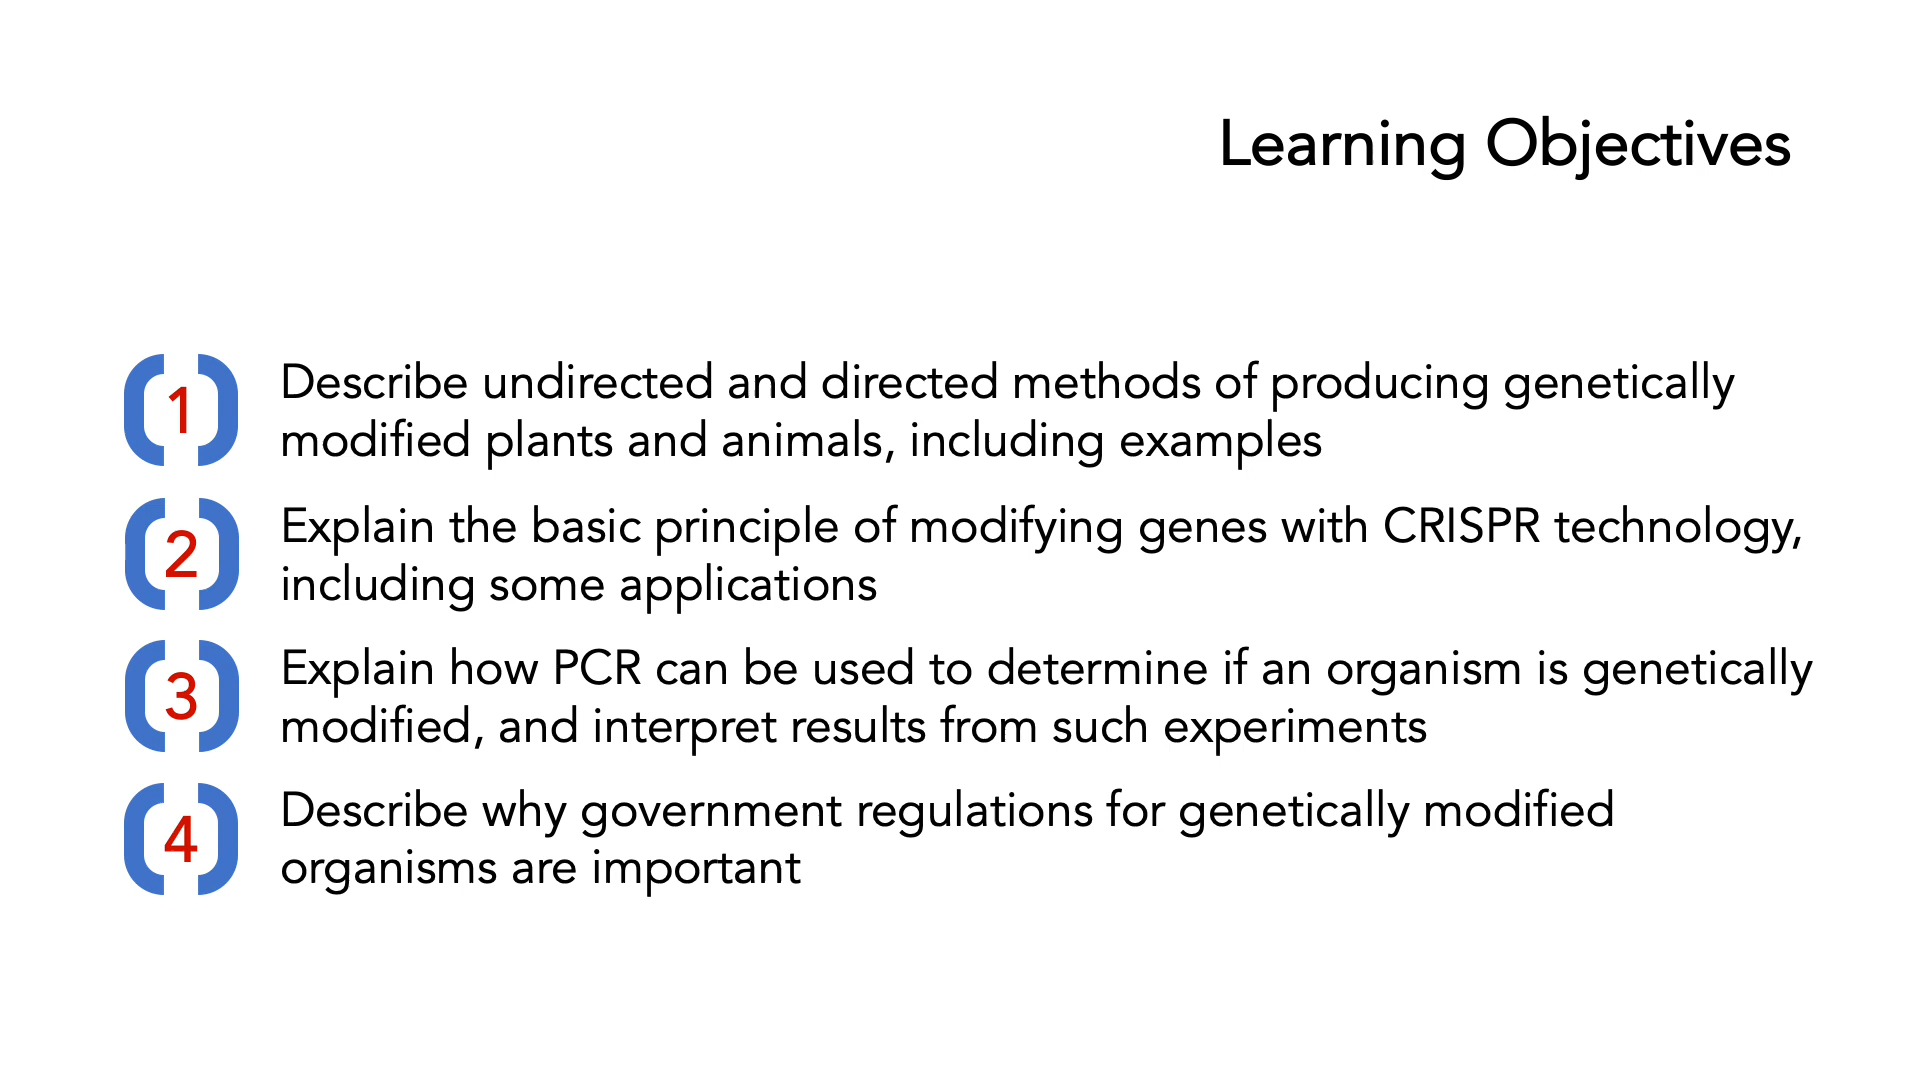 Learning Objectives
1
Describe undirected and directed methods of producing genetically
modified plants and animals, including examples
2
Explain the basic principle of modifying genes with CRISPR technology,
including some applications
3
Explain how PCR can be used to determine if an organism is genetically
modified, and interpret results from such experiments
4
Describe why government regulations for genetically modified
organisms are important